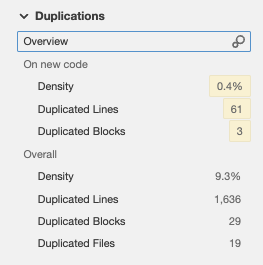 Duplications
Overview
On new code
Density 0.4%
Duplicated Lines 61
Duplicated Blocks 3
Overall
Density 9.3%
Duplicated Lines 1,636
Duplicated Blocks 29
Duplicated Files 19